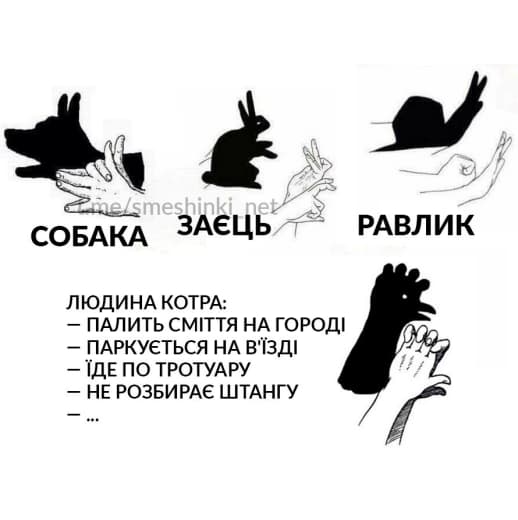 t.me/smeshinki_net
СОБАКА
ЗАЄЦЬ
РАВЛИК
ЛЮДИНА КОТРА:
– ПАЛИТЬ СМІТТЯ НА ГОРОДІ
– ПАРКУЄТЬСЯ НА В'ЇЗДІ
– ЇДЕ ПО ТРОТУАРУ
– НЕ РОЗБИРАЄ ШТАНГУ
– ...